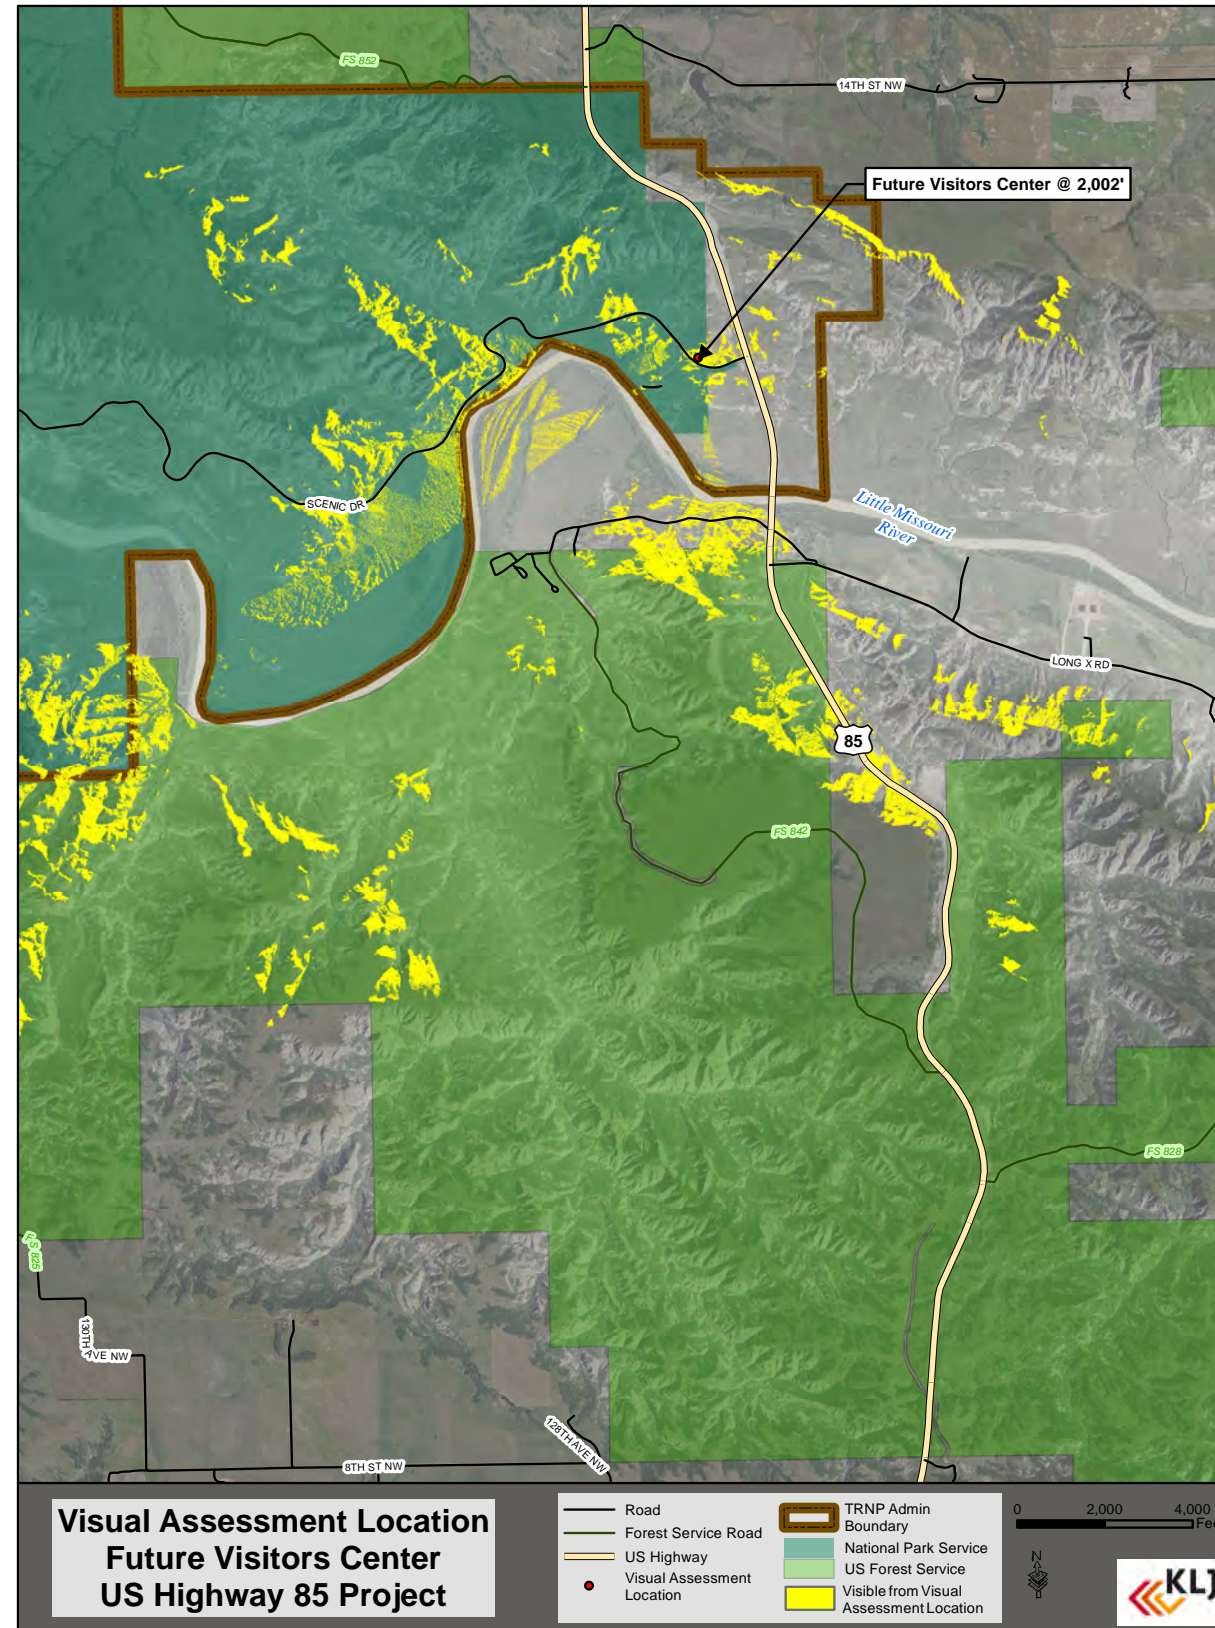 FS 852
14TH ST NW
Future Visitors Center @ 2,002'
SCENIC DR
Little Missouri
River
LONG X RD
85
FS 842
FS 828
FS 825
130TH AVE NW
128TH AVE NW
8TH ST NW
Visual Assessment Location
Future Visitors Center
US Highway 85 Project
Road
Forest Service Road
US Highway
Visual Assessment
Location
TRNP Admin
Boundary
National Park Service
US Forest Service
Visible from Visual
Assessment Location
0 2,000 4,000
Fee
N
KLJ